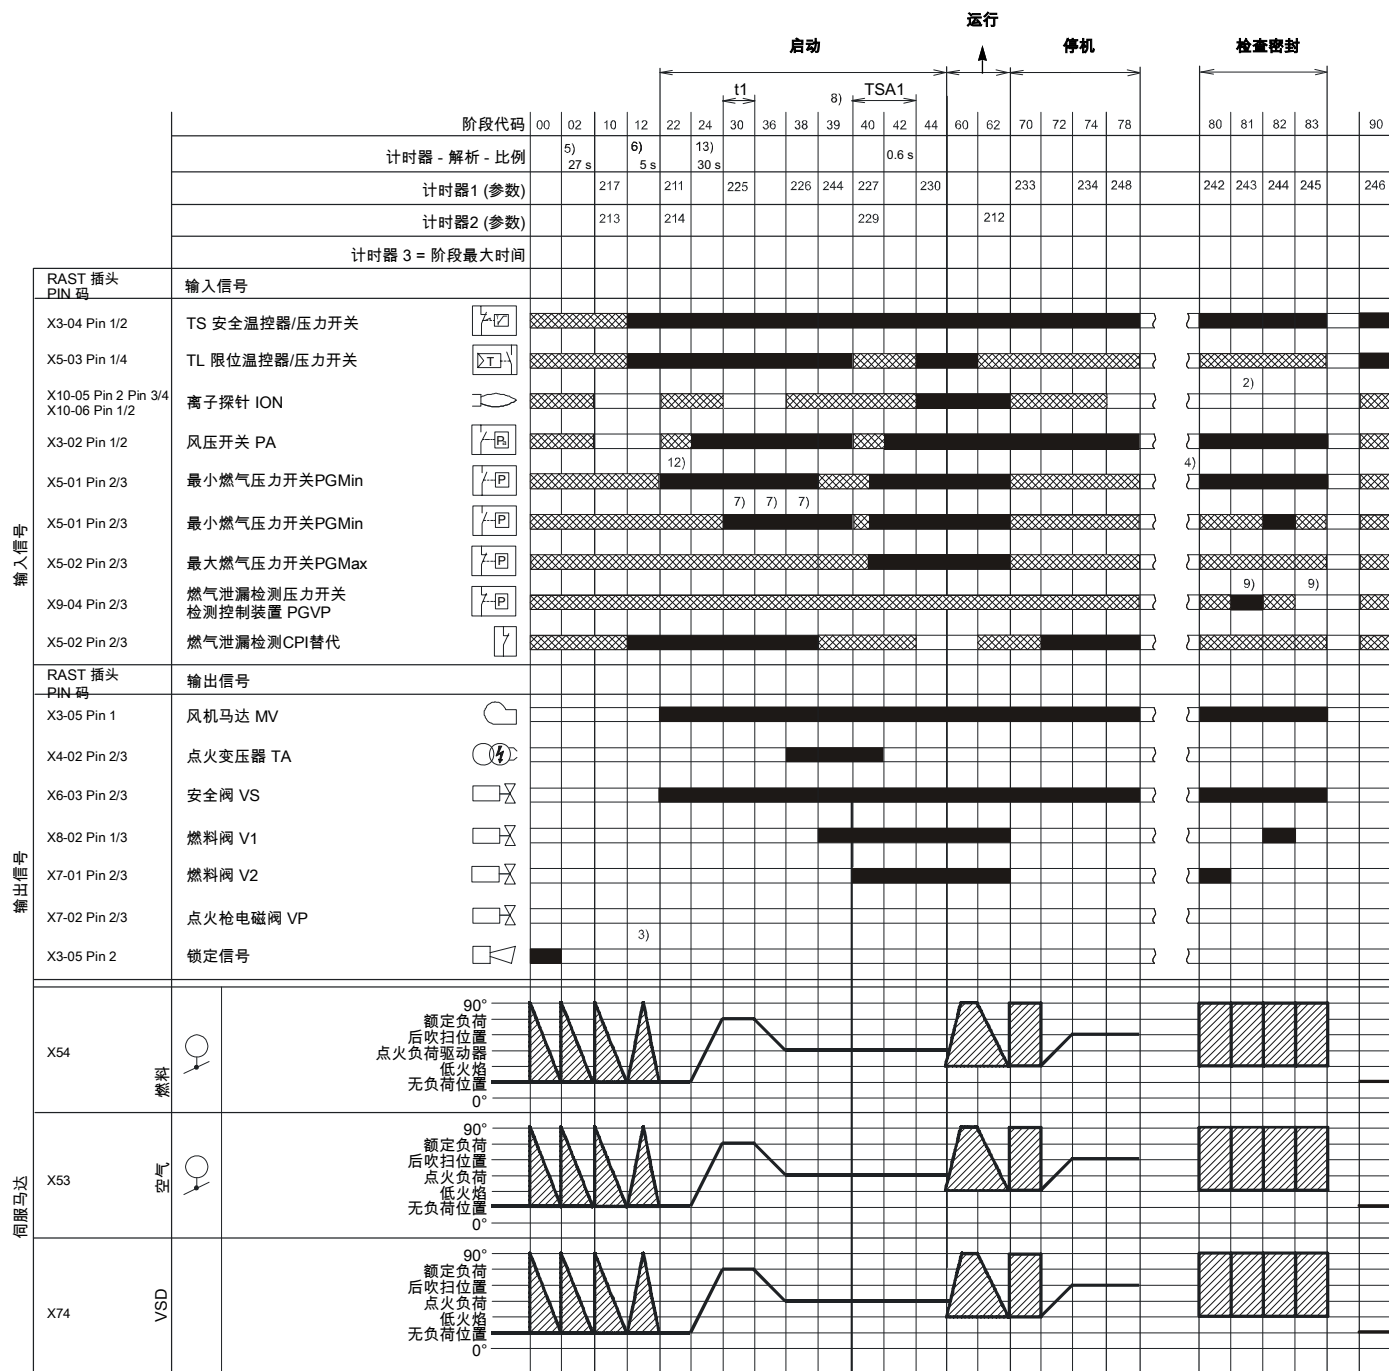 运行
启动 停机 检查密封
t1 8) TSA1
阶段代码 00 02 10 12 22 24 30 36 38 39 40 42 44 60 62 70 72 74 78 80 81 82 83 90
计时器 - 解析 - 比例 5) 27 s 6) 5 s 13) 30 s 0.6 s
计时器1 (参数) 217 211 225 226 244 227 230 233 234 248 242 243 244 245 246
计时器2 (参数) 213 214 229 212
计时器 3 = 阶段最大时间
RAST 插头
PIN 码 输入信号
输入信号
X3-04 Pin 1/2 TS 安全温控器/压力开关
X5-03 Pin 1/4 TL 限位温控器/压力开关 T
2)
X10-05 Pin 2 Pin 3/4
X10-06 Pin 1/2 离子探针 ION
X3-02 Pin 1/2 风压开关 PA Pa
12) 4)
X5-01 Pin 2/3 最小燃气压力开关PGMin P
7) 7) 7)
X5-01 Pin 2/3 最小燃气压力开关PGMin P
X5-02 Pin 2/3 最大燃气压力开关PGMax P
9) 9)
X9-04 Pin 2/3 燃气泄漏检测压力开关
检测控制装置 PGVP P
X5-02 Pin 2/3 燃气泄漏检测CPI替代
RAST 插头
PIN 码 输出信号
输出信号
X3-05 Pin 1 风机马达 MV
X4-02 Pin 2/3 点火变压器 TA
X6-03 Pin 2/3 安全阀 VS
X8-02 Pin 1/3 燃料阀 V1
X7-01 Pin 2/3 燃料阀 V2
X7-02 Pin 2/3 点火枪电磁阀 VP
3)
X3-05 Pin 2 锁定信号
伺服马达
X54 燃料
90°
额定负荷
后吹扫位置
点火负荷驱动器
低火焰
无负荷位置
0°
X53 空气
90°
额定负荷
后吹扫位置
点火负荷
低火焰
无负荷位置
0°
X74 VSD
90°
额定负荷
后吹扫位置
点火负荷
低火焰
无负荷位置
0°